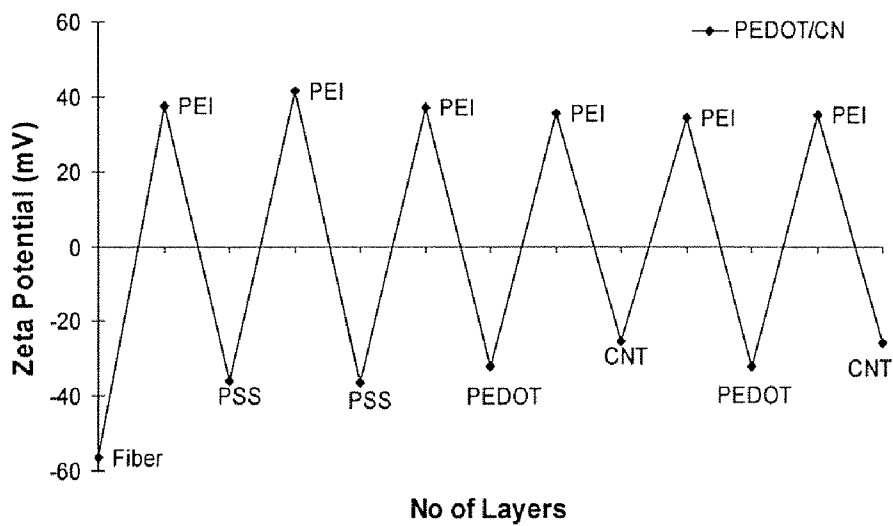 60
PEDOT/CN
PEI
PEI
PEI
PEI
PEI
PEI
40
20
0
-20
-40
-60
Zeta Potential (mV)
CNT
PSS
PSS
PEDOT
PEDOT
CNT
Fiber
No of Layers